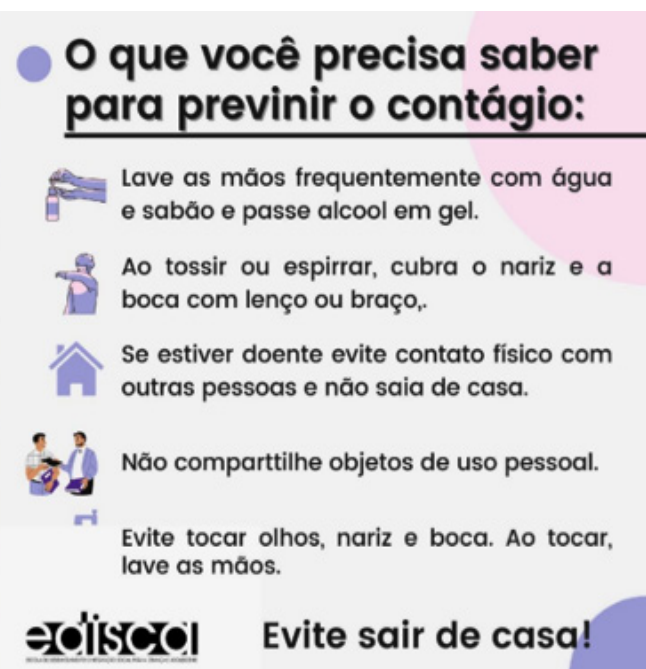 O que você precisa saber
para previnir o contágio:
Lave as mãos frequentemente com água
e sabão e passe alcool em gel.
Ao tossir ou espirrar, cubra o nariz e a
boca com lenço ou braço,.
Se estiver doente evite contato físico com
outras pessoas e não saia de casa.
Não comparttilhe objetos de uso pessoal.
Evite tocar olhos, nariz e boca. Ao tocar,
lave as mãos.
edisca
Evite sair de casa!